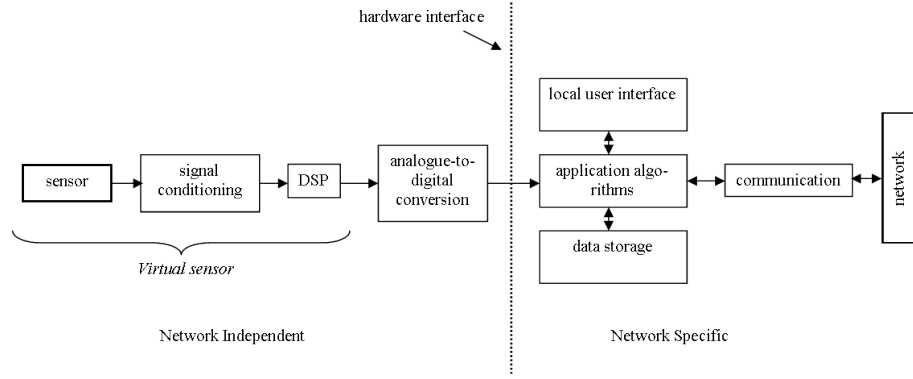 hardware interface
sensor
signal
conditioning
DSP
analogue-to-
digital
conversion
Virtual sensor
Network Independent
local user interface
application algo-
rithms
data storage
communication
network
Network Specific